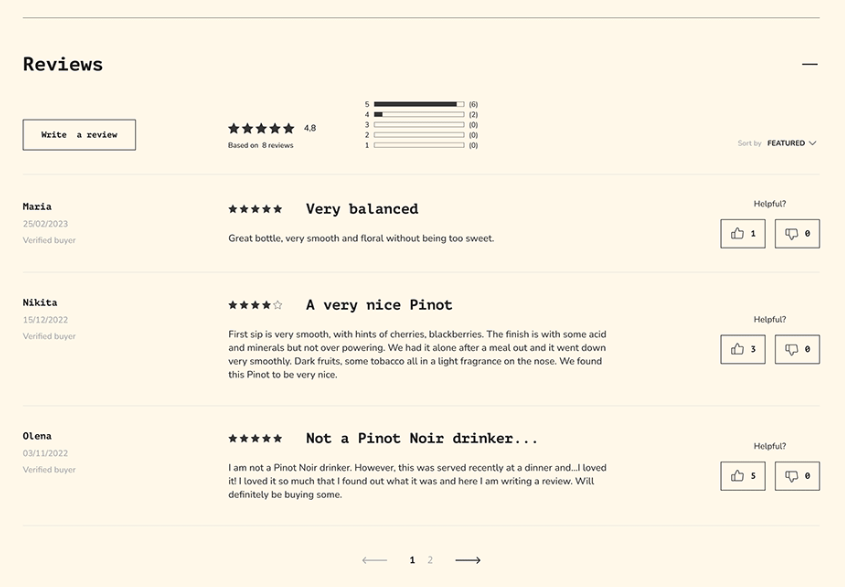 Reviews
Write a review
4,8
Based on 8 reviews
5 (6)
4 (2)
3 (0)
2 (0)
1 (0)
Sort by FEATURED
Maria
25/02/2023
Verified buyer
Very balanced
Great bottle, very smooth and floral without being too sweet.
Helpful?
1 0
Nikita
15/12/2022
Verified buyer
A very nice Pinot
First sip is very smooth, with hints of cherries, blackberries. The finish is with some acid
and minerals but not over powering. We had it alone after a meal out and it went down
very smoothly. Dark fruits, some tobacco all in a light fragrance on the nose. We found
this Pinot to be very nice.
Helpful?
3 0
Olena
03/11/2022
Verified buyer
Not a Pinot Noir drinker...
I am not a Pinot Noir drinker. However, this was served recently at a dinner and...I loved
it! I loved it so much that I found out what it was and here I am writing a review. Will
definitely be buying some.
Helpful?
5 0
1 2